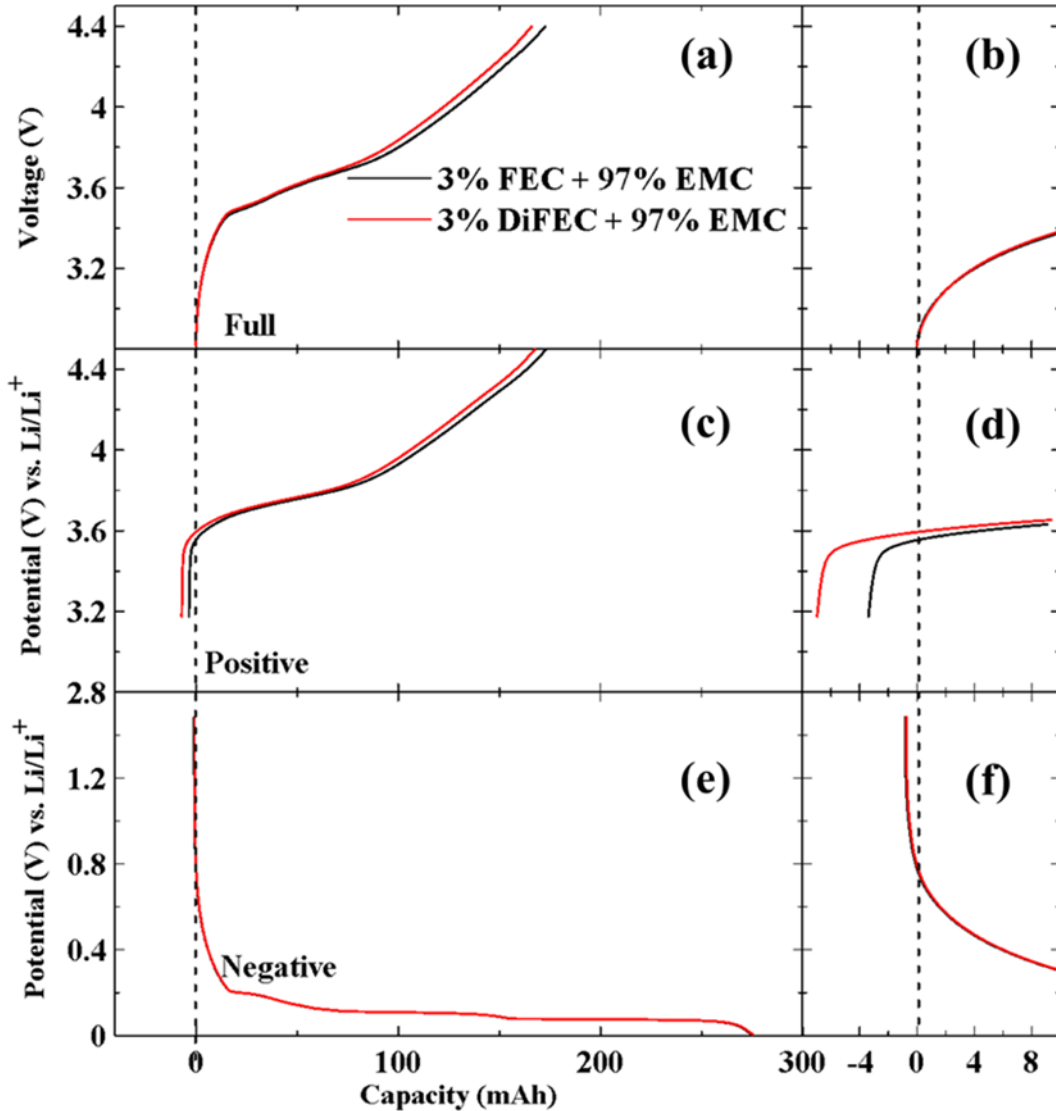 4.4
4
3.6
3.2
Voltage (V)
(a)
3% FEC + 97% EMC
3% DiFEC + 97% EMC
Full
(b)
4.4
4
3.6
3.2
2.8
Potential (V) vs. Li/Li⁺
(c)
Positive
(d)
1.2
0.8
0.4
0
Potential (V) vs. Li/Li⁺
(e)
Negative
(f)
0 100 200 300 -4 0 4 8
Capacity (mAh)